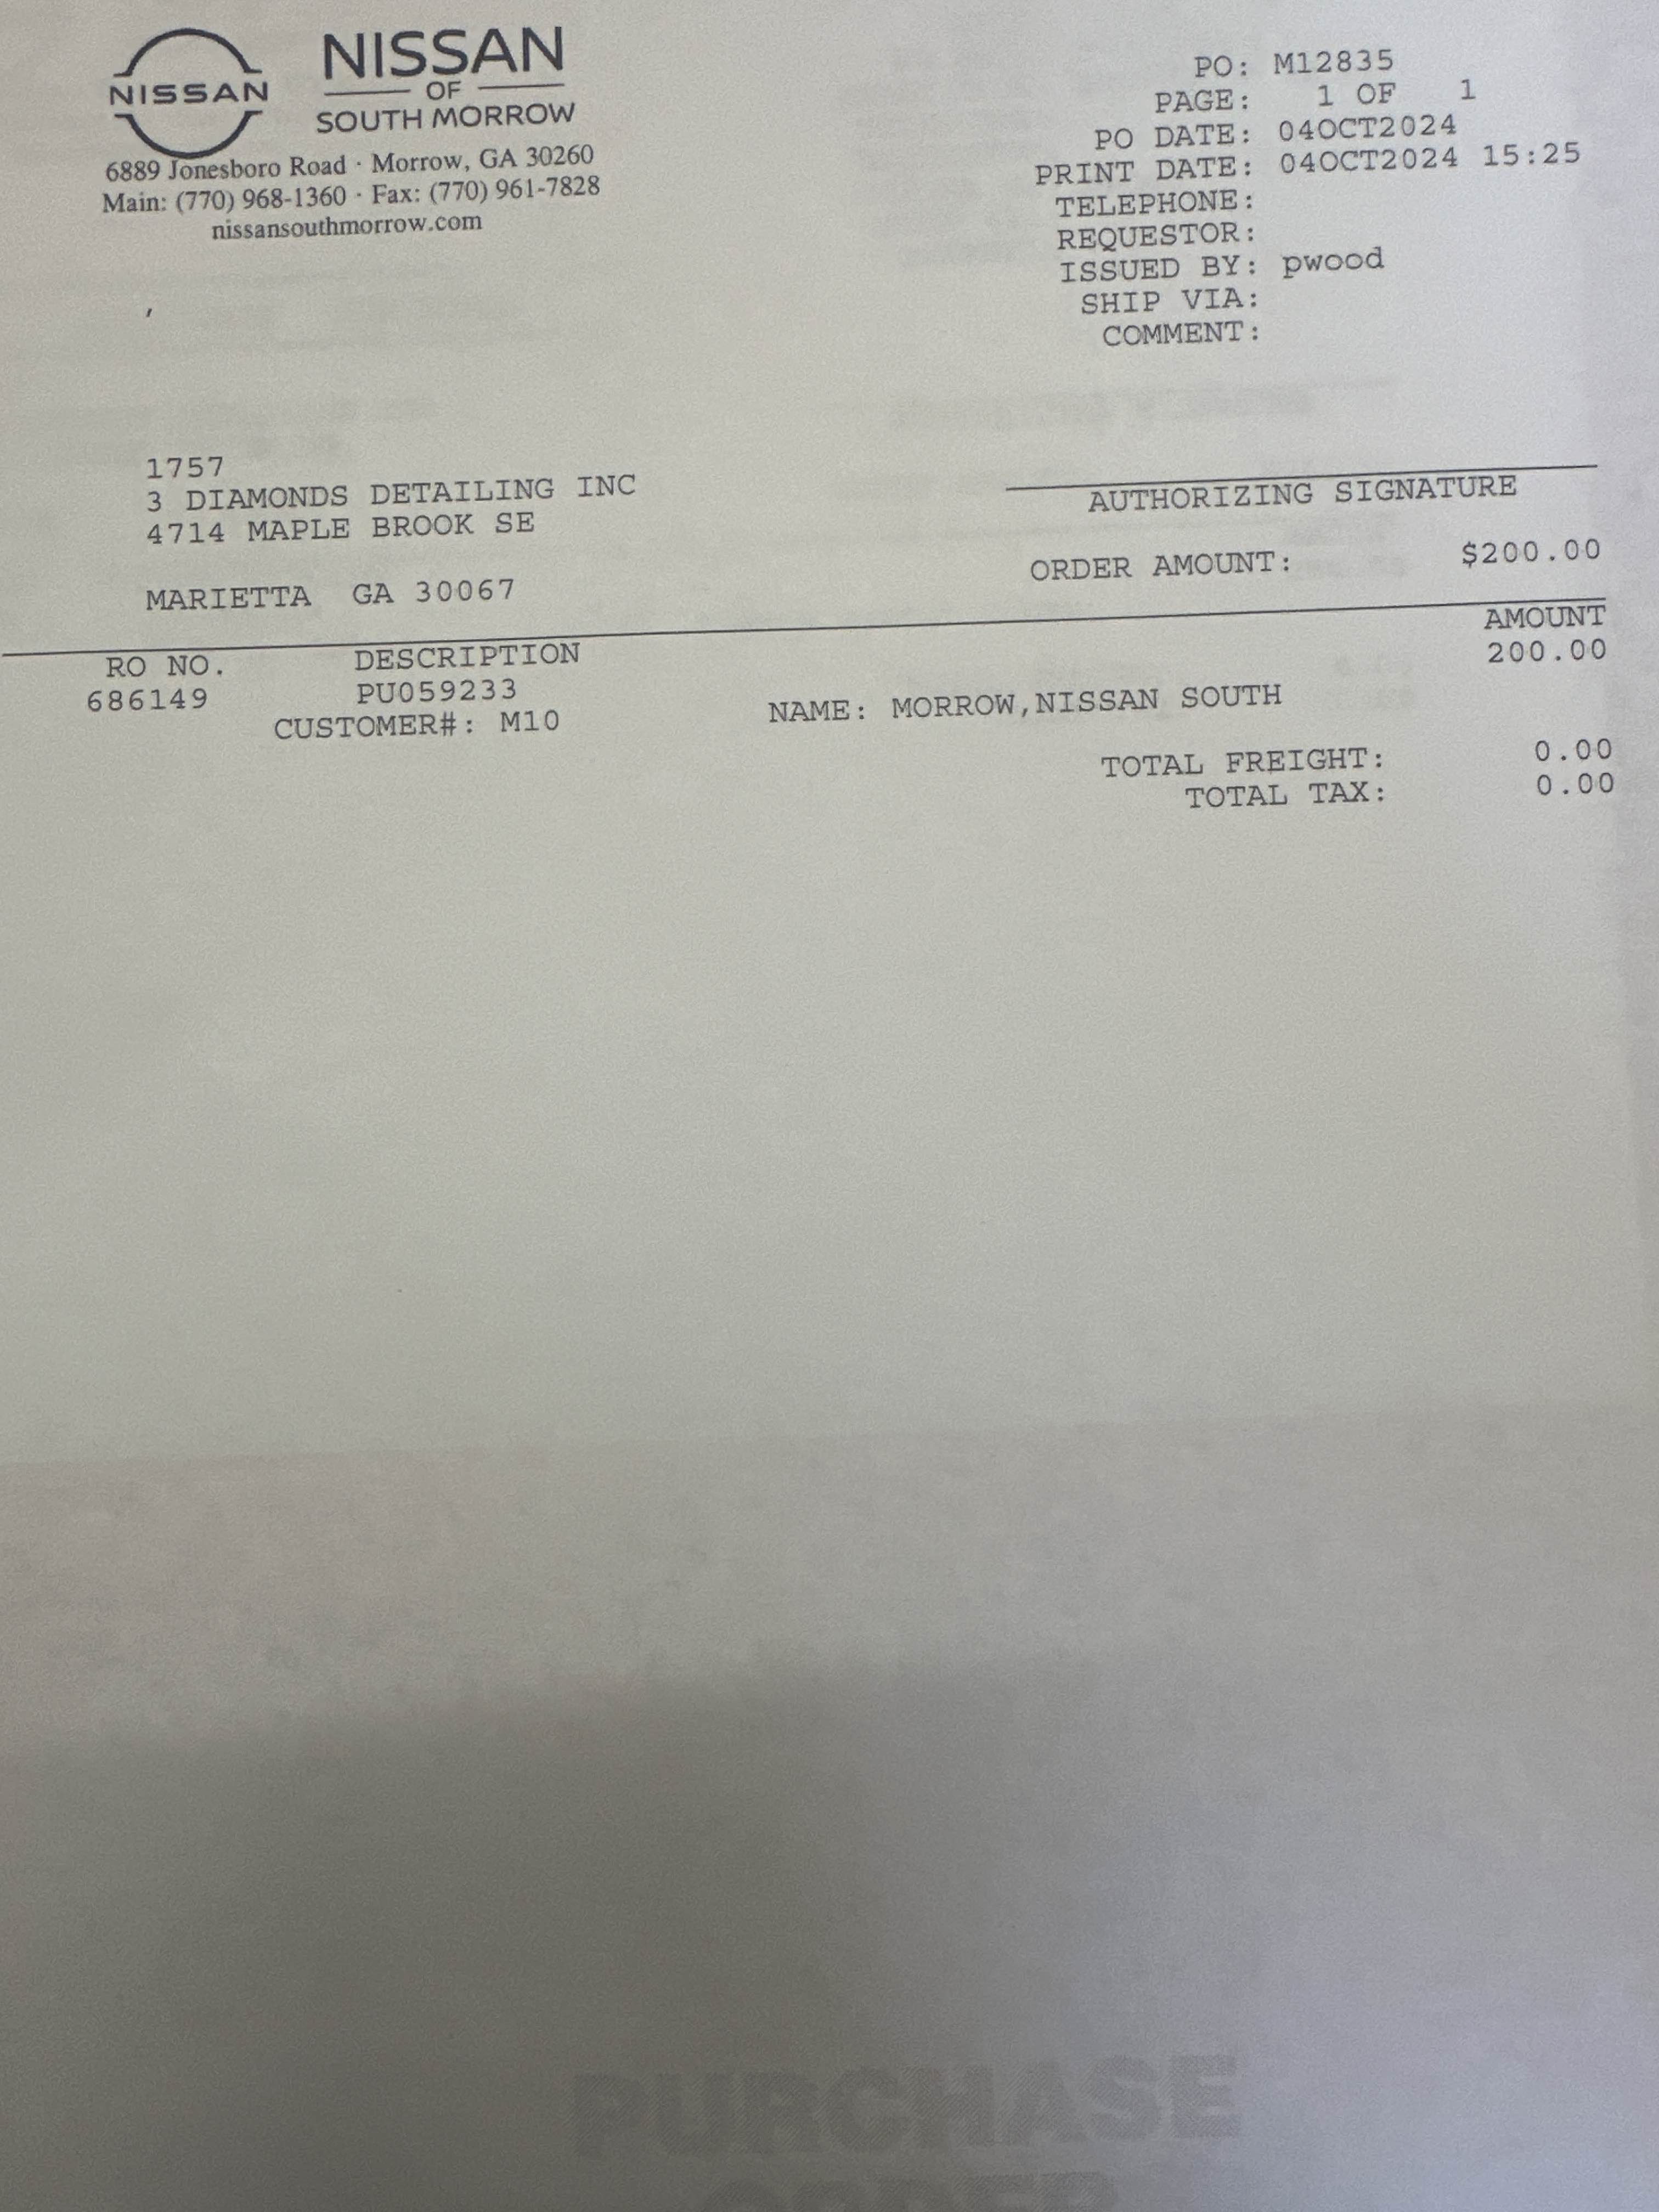 NISSAN
NISSAN
OF
SOUTH MORROW
6889 Jonesboro Road · Morrow, GA 30260
Main: (770) 968-1360 · Fax: (770) 961-7828
nissansouthmorrow.com
PO: M12835
PAGE: 1 OF 1
PO DATE: 04OCT2024
PRINT DATE: 04OCT2024 15:25
TELEPHONE:
REQUESTOR:
ISSUED BY: pwood
SHIP VIA:
COMMENT:
1757
3 DIAMONDS DETAILING INC
4714 MAPLE BROOK SE
MARIETTA GA 30067
AUTHORIZING SIGNATURE
ORDER AMOUNT: $200.00
RO NO. DESCRIPTION AMOUNT
686149 PU059233 200.00
CUSTOMER#: M10 NAME: MORROW,NISSAN SOUTH
TOTAL FREIGHT: 0.00
TOTAL TAX: 0.00
PURCHASE
ORDER